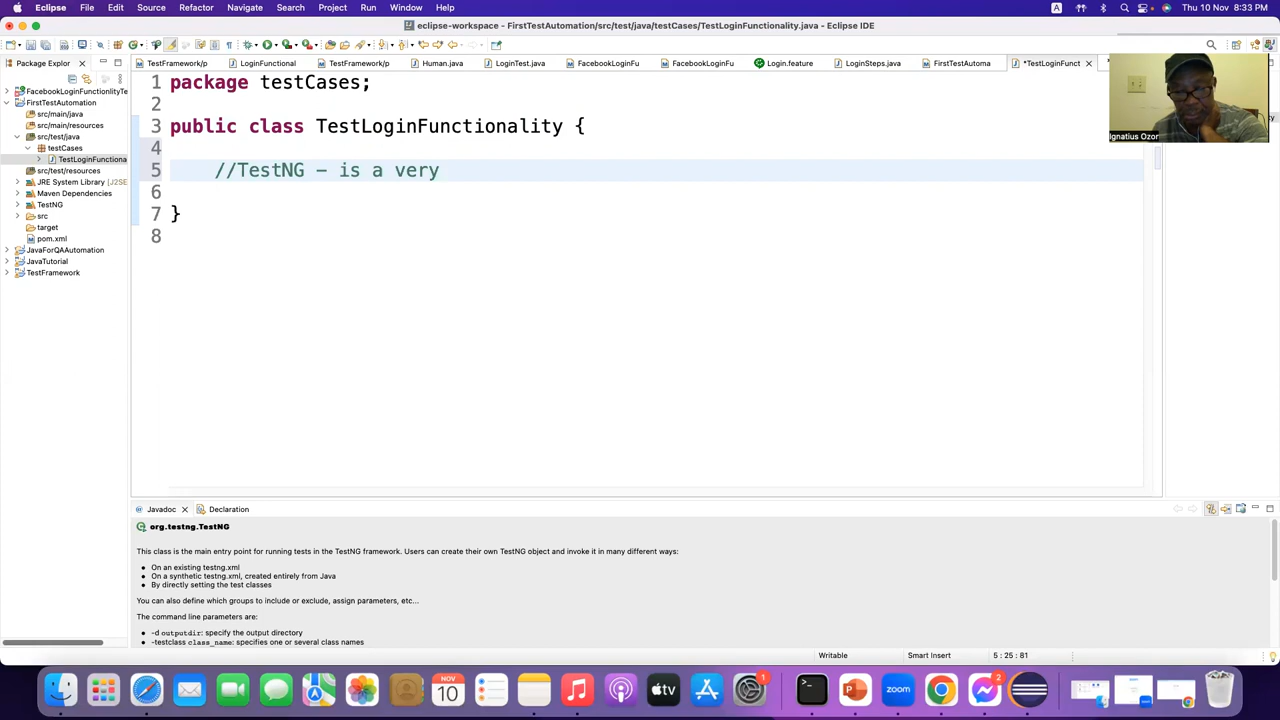 Eclipse File Edit Source Refactor Navigate Search Project Run Window Help Thu 10 Nov 8:33 PM
eclipse-workspace - FirstTestAutomation/src/test/java/testCases/TestLoginFunctionality.java - Eclipse IDE
Package Explor
TestFramework/p LoginFunctional TestFramework/p Human.java LoginTest.java FacebookLoginFu FacebookLoginFu Login.feature LoginSteps.java FirstTestAutoma *TestLoginFunct
FacebookLoginFunctionlityTe
FirstTestAutomation
src/main/java
src/main/resources
src/test/java
testCases
TestLoginFunctiona
src/test/resources
JRE System Library [J2SE
Maven Dependencies
TestNG
src
target
pom.xml
JavaForQAAutomation
JavaTutorial
TestFramework
1 package testCases;
2
3 public class TestLoginFunctionality {
4
5 //TestNG - is a very
6
7 }
8
Ignatius Ozor
Javadoc Declaration
org.testng.TestNG
This class is the main entry point for running tests in the TestNG framework. Users can create their own TestNG object and invoke it in many different ways:
• On an existing testng.xml
• On a synthetic testng.xml, created entirely from Java
• By directly setting the test classes
You can also define which groups to include or exclude, assign parameters, etc...
The command line parameters are:
• -d outputdir: specify the output directory
• -testclass class_name: specifies one or several class names
Writable Smart Insert 5 : 25 : 81
NOV
10
tv
1
zoom
2